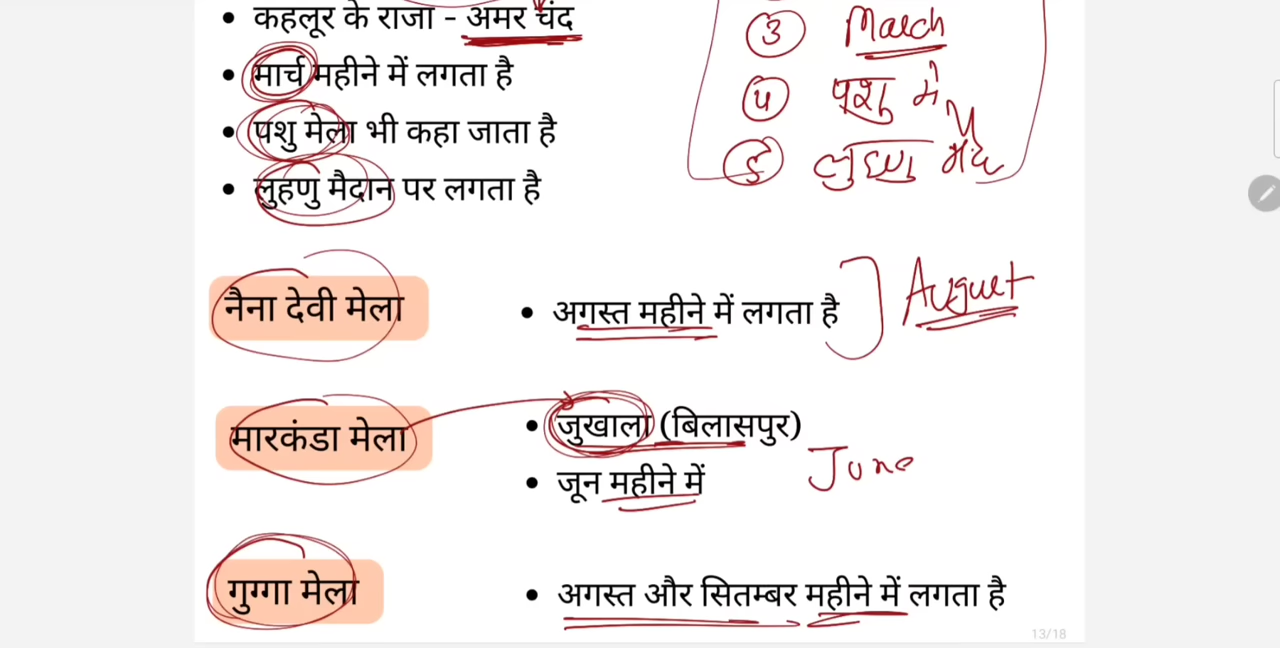 कहलूर के राजा - अमर चंद
मार्च महीने में लगता है
पशु मेला भी कहा जाता है
लुहणु मैदान पर लगता है
3 March
4 पशु मे
5 लुहणु मैद
नैना देवी मेला
अगस्त महीने में लगता है
August
मारकंडा मेला
जुखाला (बिलासपुर)
जून महीने में
June
गुग्गा मेला
अगस्त और सितम्बर महीने में लगता है
13/18